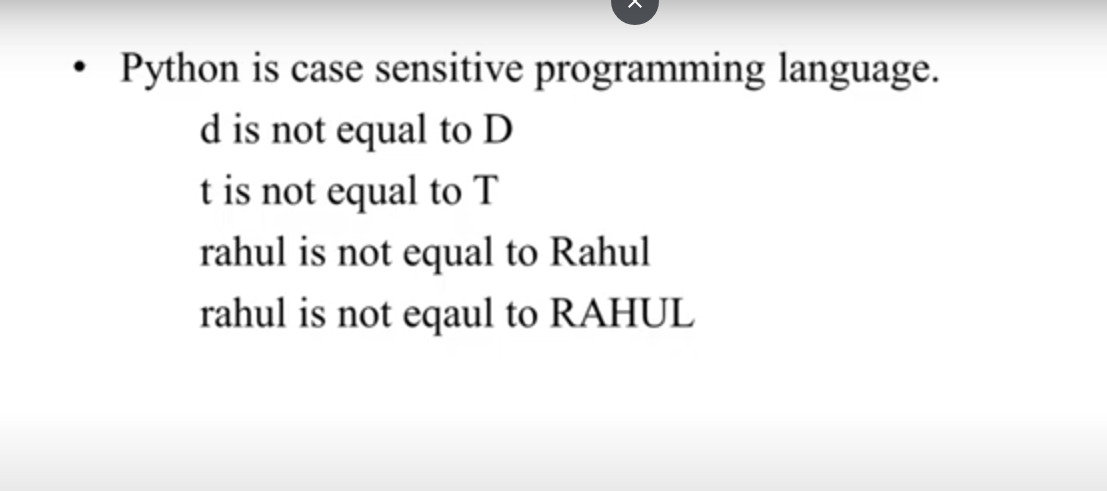 • Python is case sensitive programming language.
d is not equal to D
t is not equal to T
rahul is not equal to Rahul
rahul is not eqaul to RAHUL